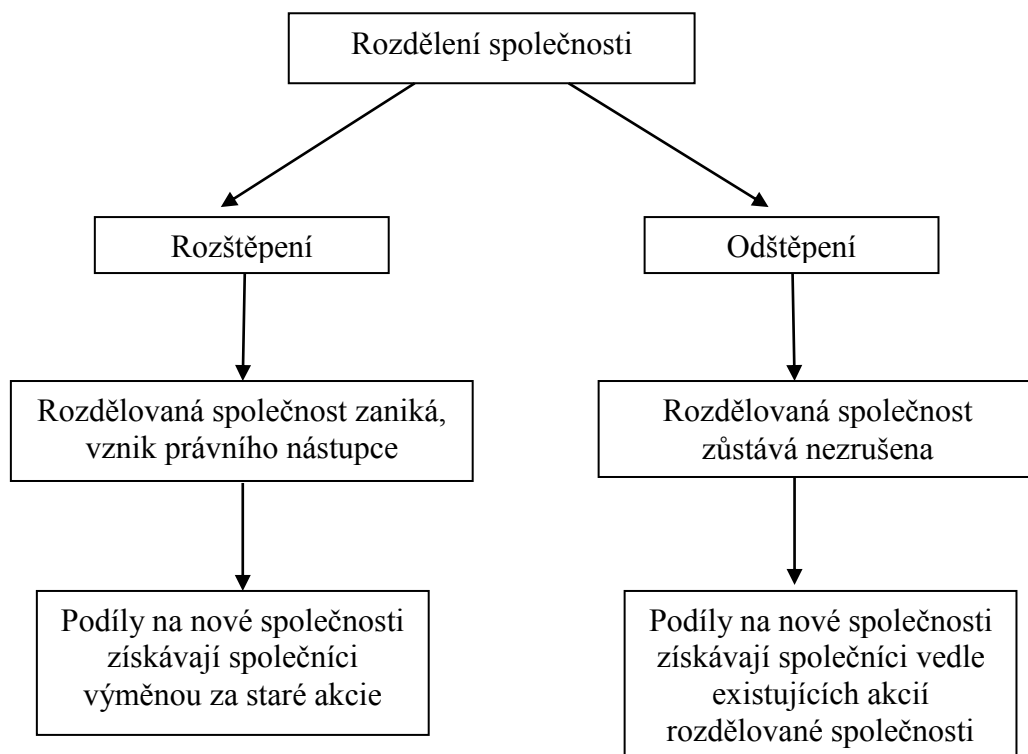 Rozdělení společnosti
Rozštěpení
Odštěpení
Rozdělovaná společnost zaniká,
vznik právního nástupce
Rozdělovaná společnost
zůstává nezrušena
Podíly na nové společnosti
získávají společníci
výměnou za staré akcie
Podíly na nové společnosti
získávají společníci vedle
existujících akcií
rozdělované společnosti